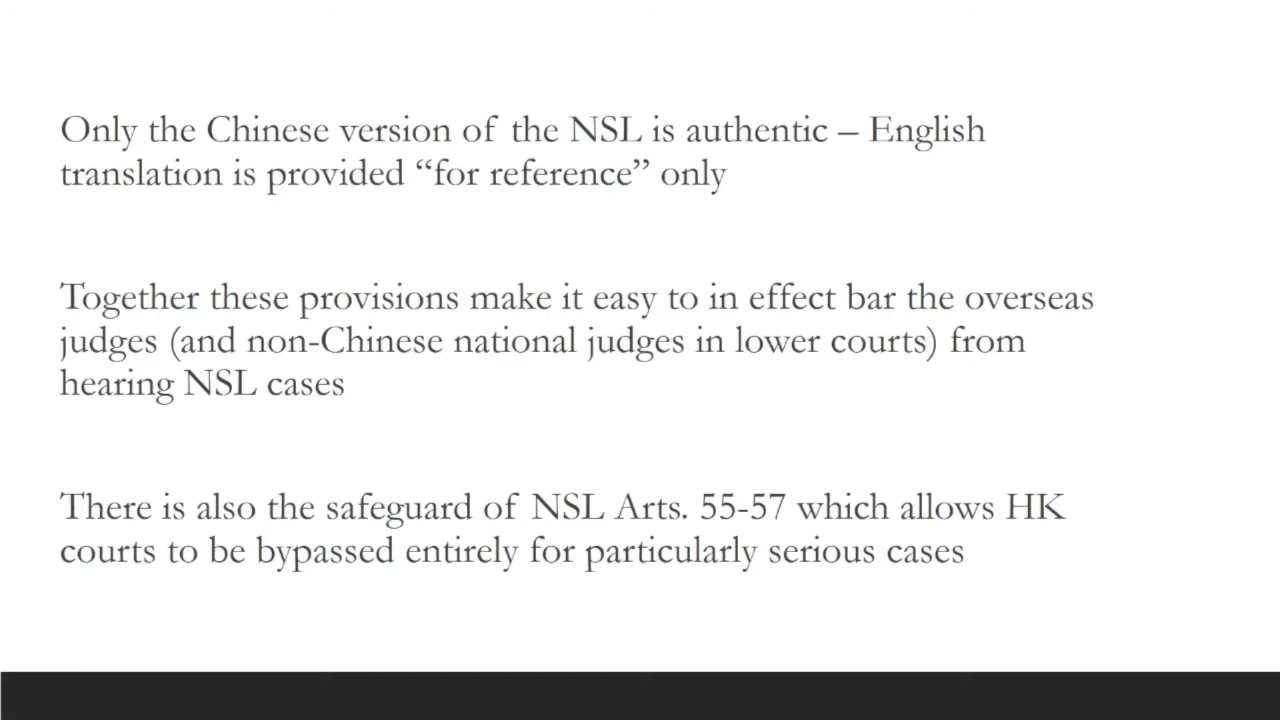 Only the Chinese version of the NSL is authentic – English
translation is provided “for reference” only
Together these provisions make it easy to in effect bar the overseas
judges (and non-Chinese national judges in lower courts) from
hearing NSL cases
There is also the safeguard of NSL Arts. 55-57 which allows HK
courts to be bypassed entirely for particularly serious cases